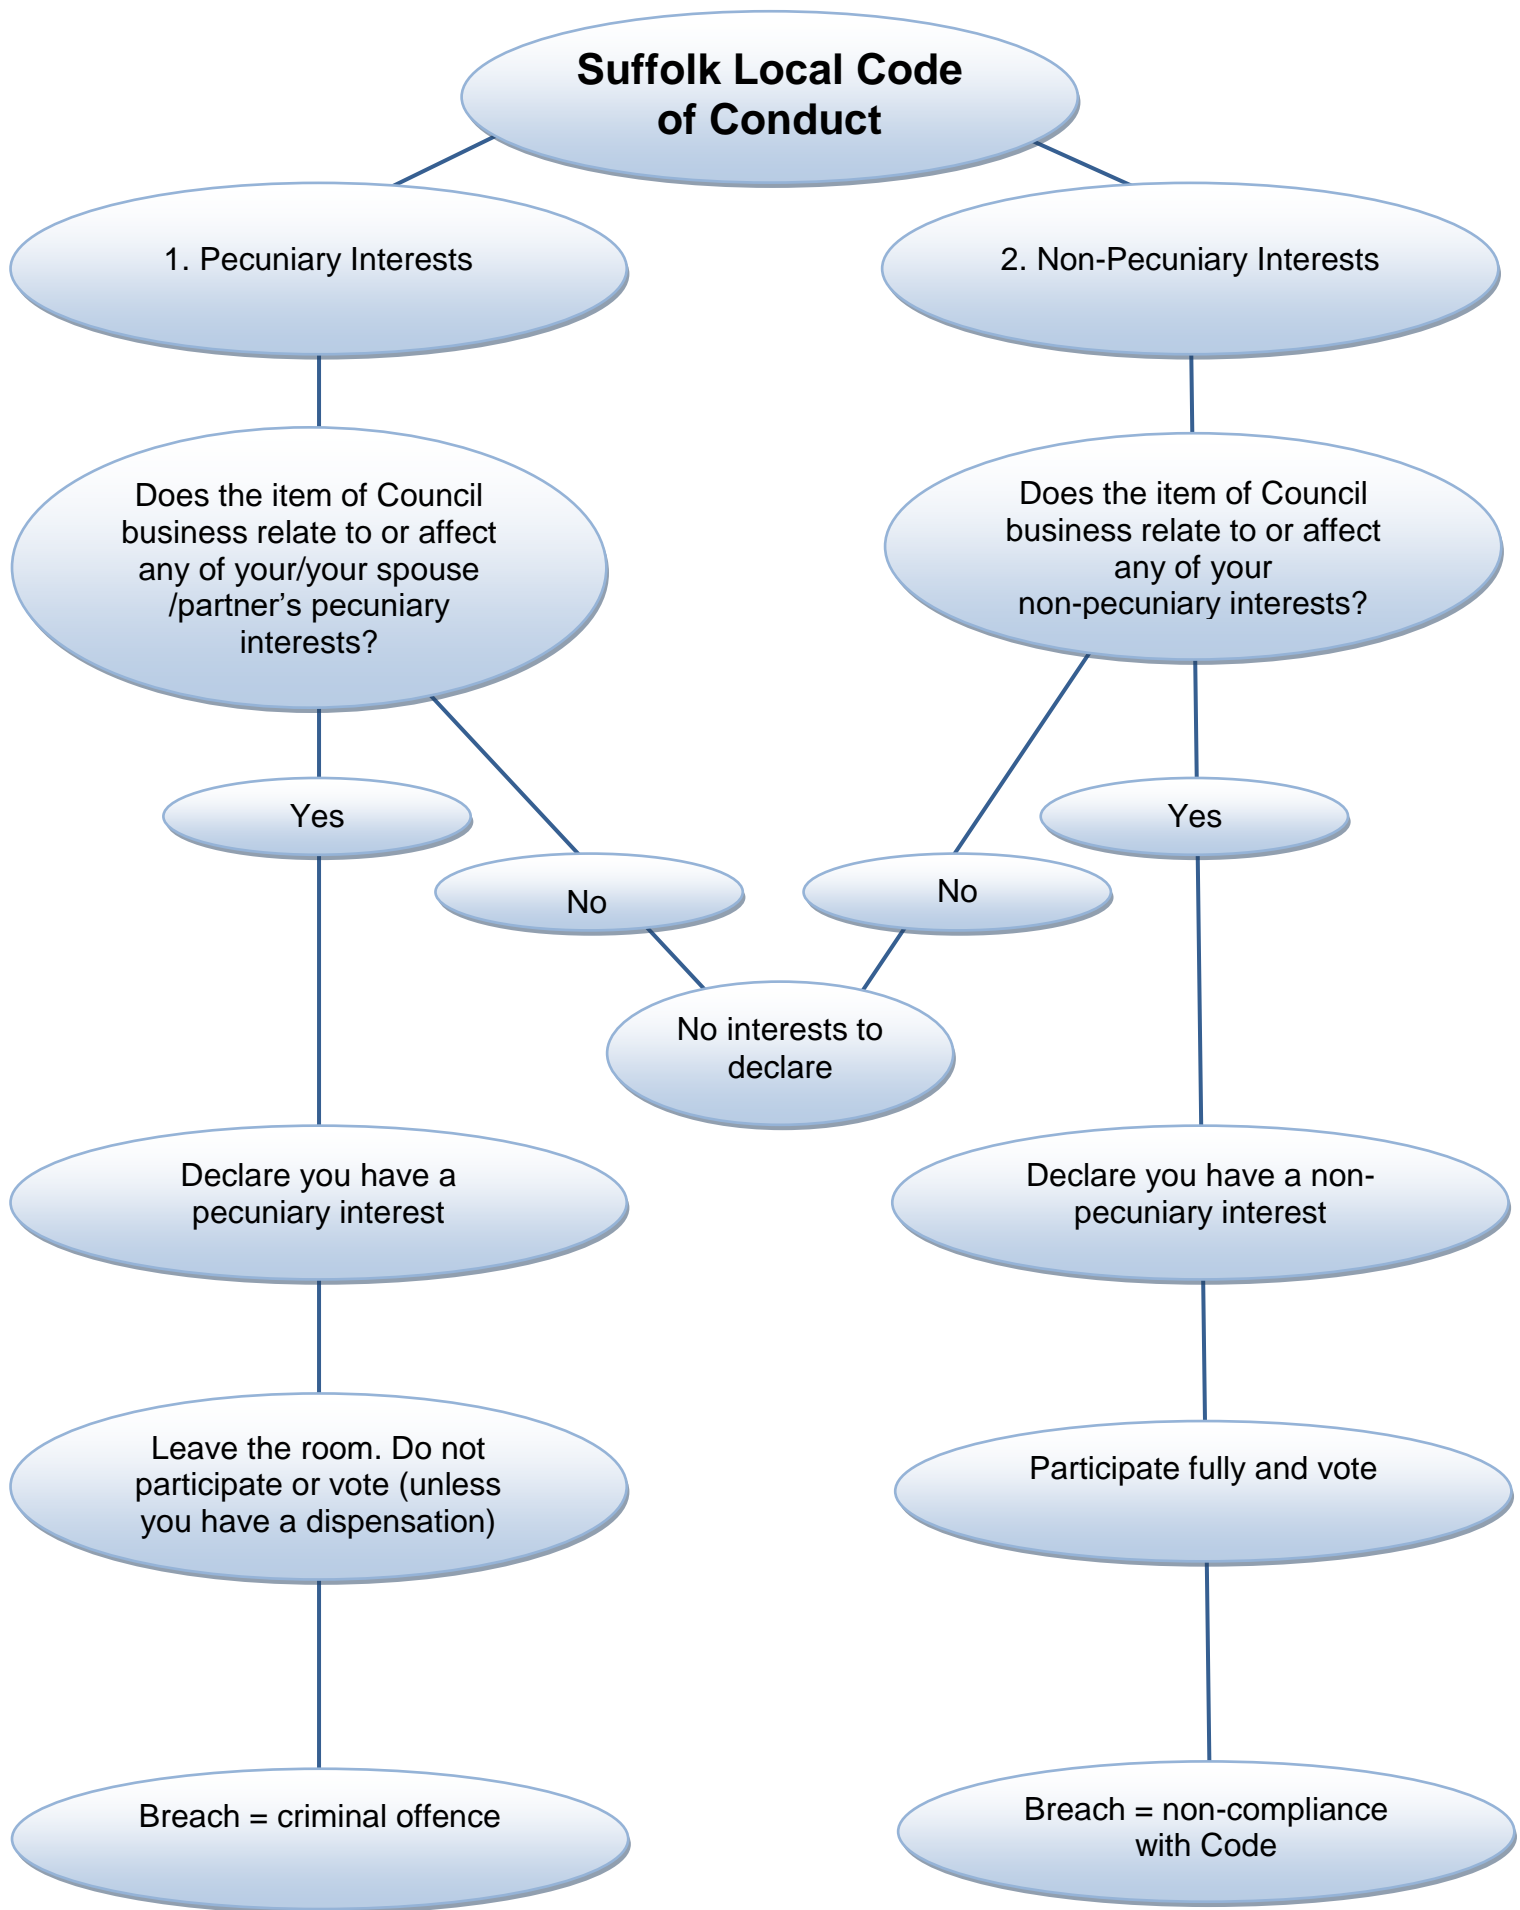 Suffolk Local Code
of Conduct
1. Pecuniary Interests
2. Non-Pecuniary Interests
Does the item of Council
business relate to or affect
any of your/your spouse
/partner’s pecuniary
interests?
Does the item of Council
business relate to or affect
any of your
non-pecuniary interests?
Yes
No
No
Yes
No interests to
declare
Declare you have a
pecuniary interest
Declare you have a non-
pecuniary interest
Leave the room. Do not
participate or vote (unless
you have a dispensation)
Participate fully and vote
Breach = criminal offence
Breach = non-compliance
with Code